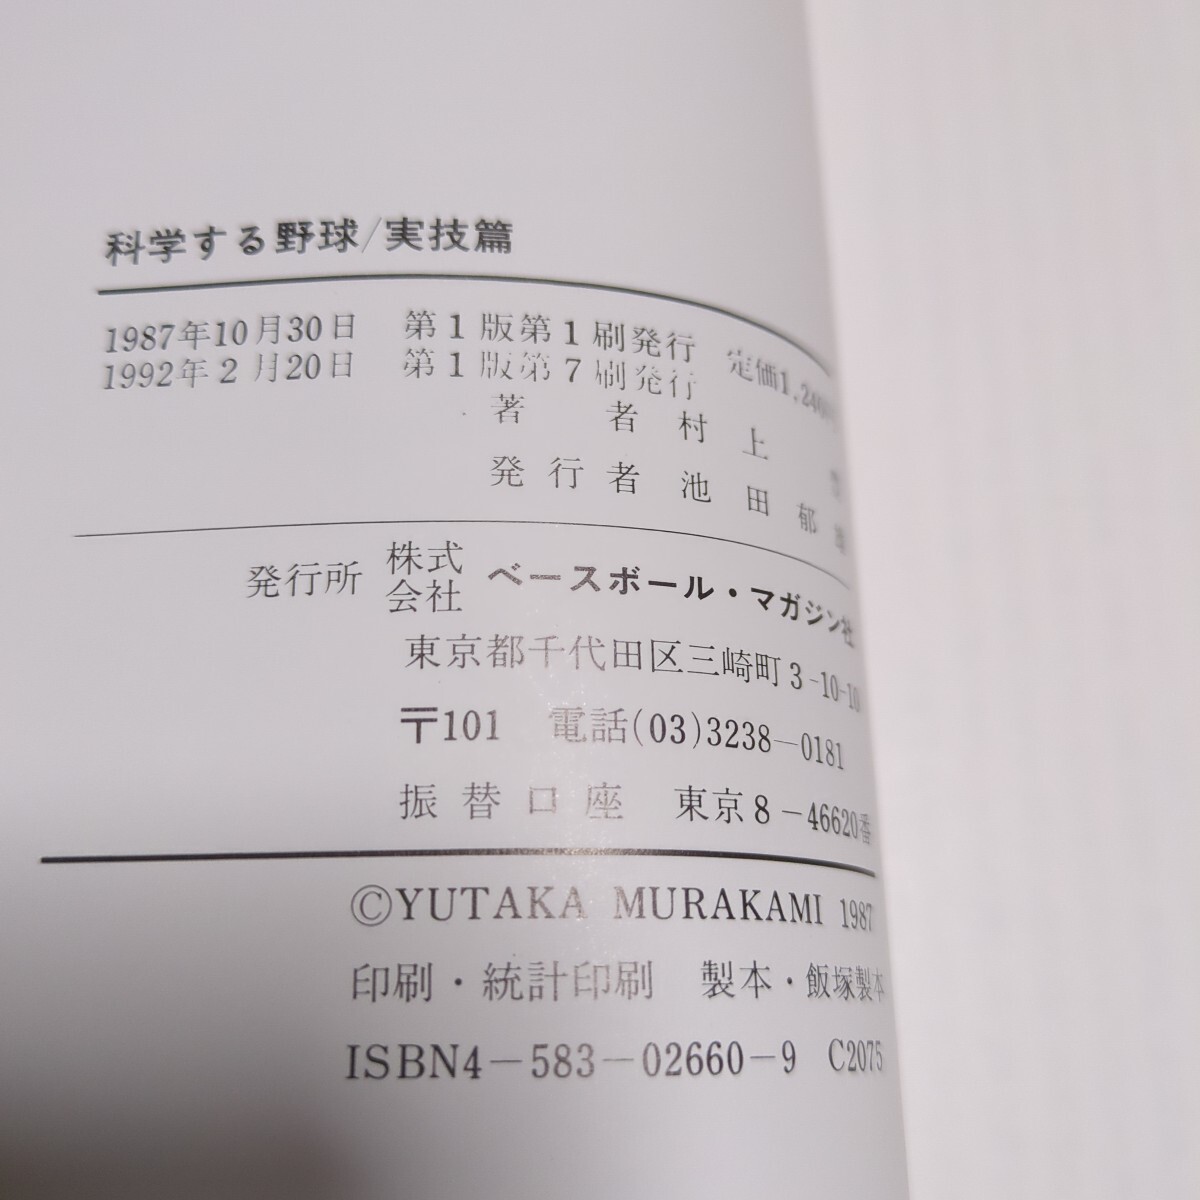 科学する野球/実技篇
1987年10月30日 第1版第1刷発行
1992年2月20日 第1版第7刷発行
定価1,240
著者 村上
発行者 池田郁
発行所 株式会社 ベースボール・マガジン社
東京都千代田区三崎町3-10-10
〒101 電話(03)3238-0181
振替口座 東京8-46620番
©YUTAKA MURAKAMI 1987
印刷・統計印刷 製本・飯塚製本
ISBN4-583-02660-9 C2075